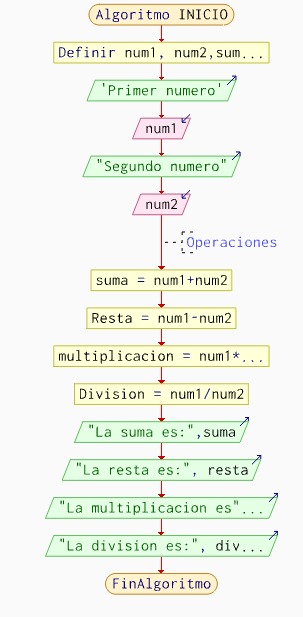 Algoritmo INICIO
Definir num1, num2,sum...
'Primer numero'
num1
"Segundo numero"
num2
Operaciones
suma = num1+num2
Resta = num1-num2
multiplicacion = num1*...
Division = num1/num2
"La suma es:",suma
"La resta es:", resta
"La multiplicacion es"...
"La division es:", div...
FinAlgoritmo